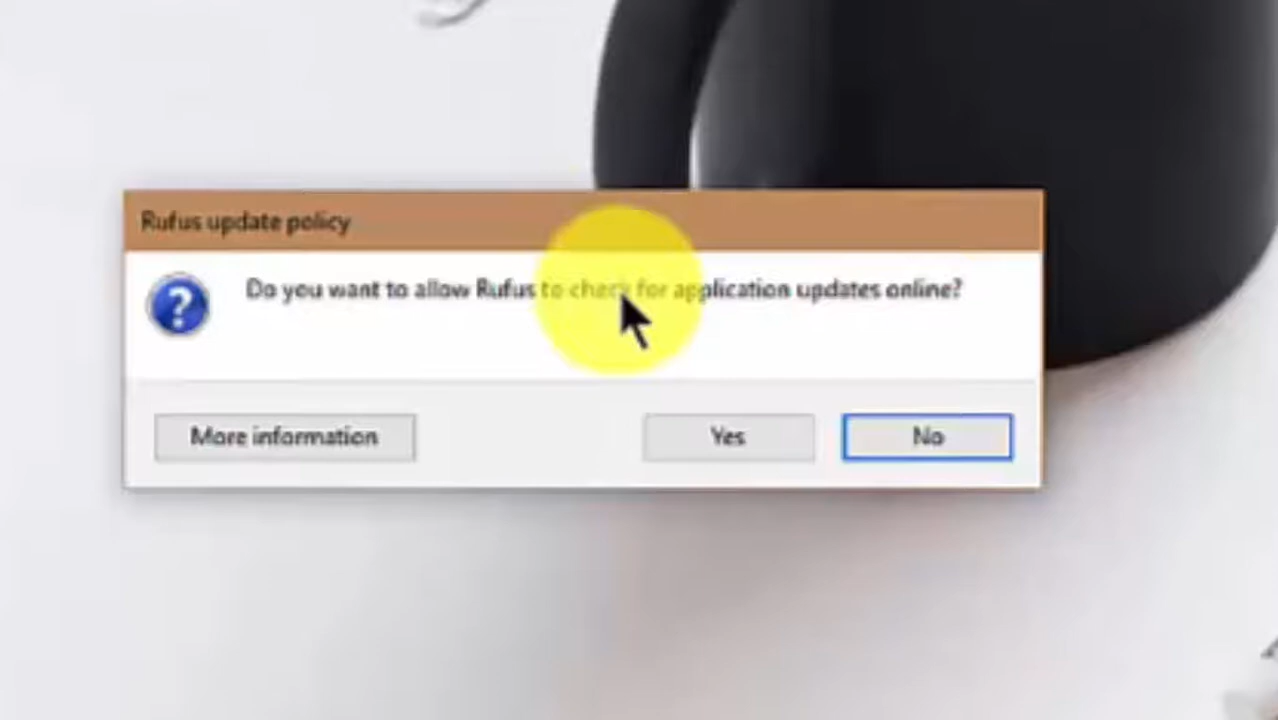 Rufus update policy
Do you want to allow Rufus to check for application updates online?
More information
Yes
No